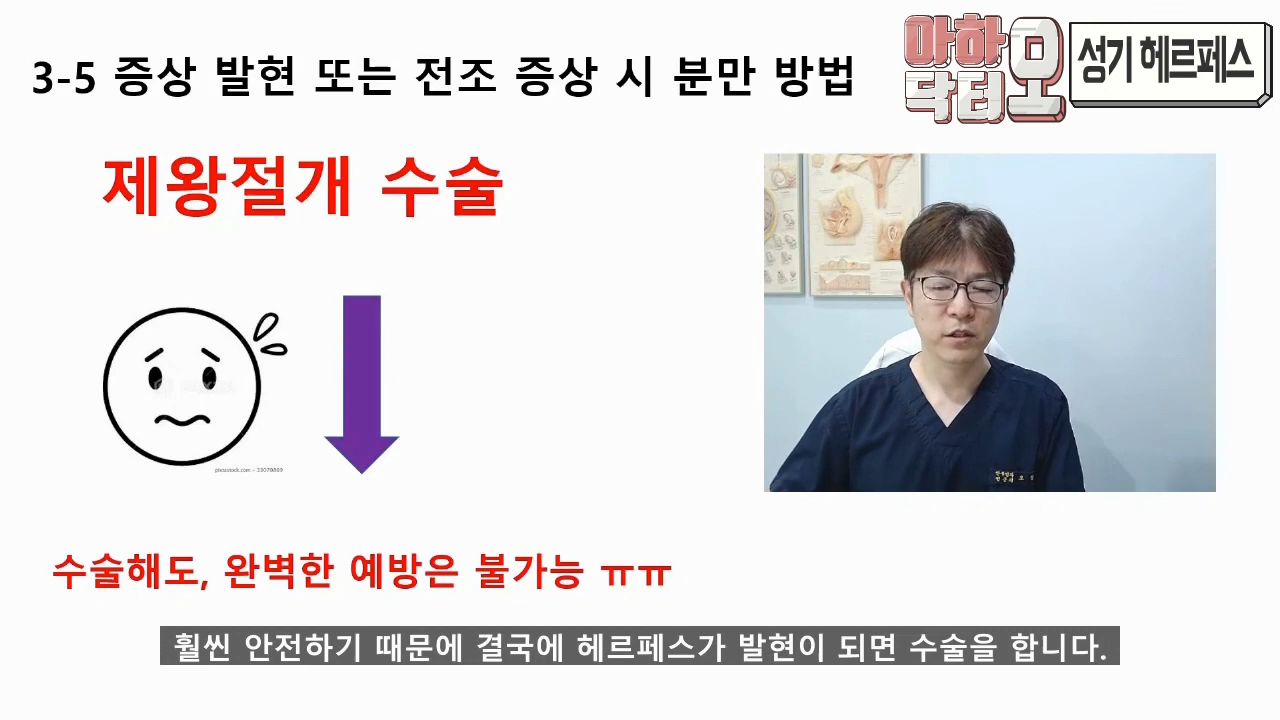 3-5 증상 발현 또는 전조 증상 시 분만 방법
아하
닥터오
성기 헤르페스
제왕절개 수술
수술해도, 완벽한 예방은 불가능 ㅠㅠ
훨씬 안전하기 때문에 결국에 헤르페스가 발현이 되면 수술을 합니다.